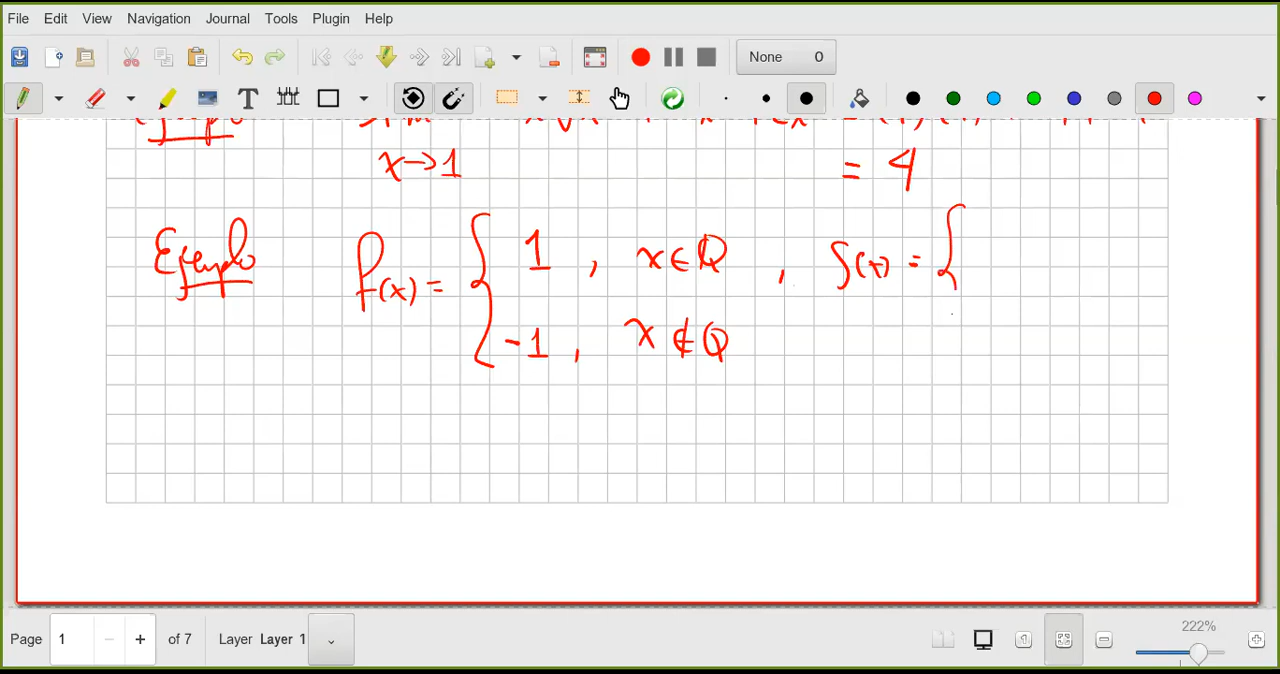 File Edit View Navigation Journal Tools Plugin Help
None 0
T
x→1
= 4
Ejemplo f(x) = { 1 , x ∈ Q , g(x) = {
-1 , x ∉ Q
Page 1 of 7 Layer Layer 1 222%